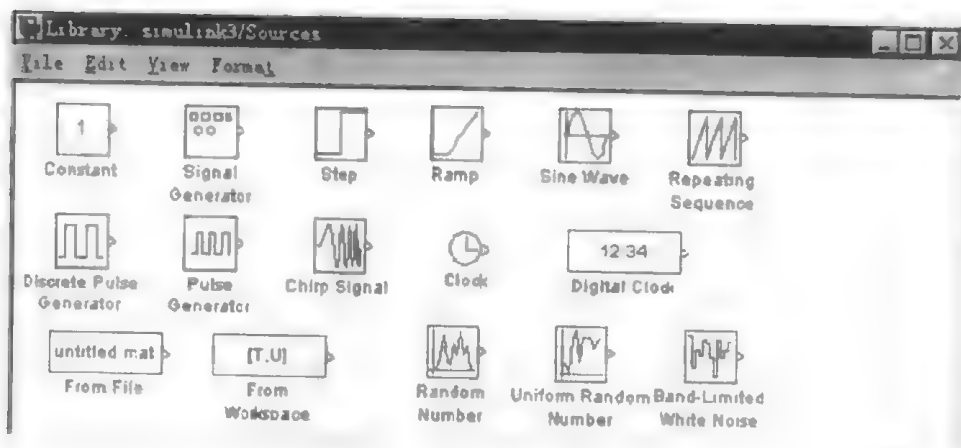 Library. simulink3/Sources
File Edit View Format
1
Constant
Signal
Generator
Step
Ramp
Sine Wave
Repeating
Sequence
Discrete Pulse
Generator
Pulse
Generator
Chirp Signal
Clock
12 34
Digital Clock
untitled mat
From File
[T,U]
From
Workspace
Random
Number
Uniform Random
Number
Band-Limited
White Noise